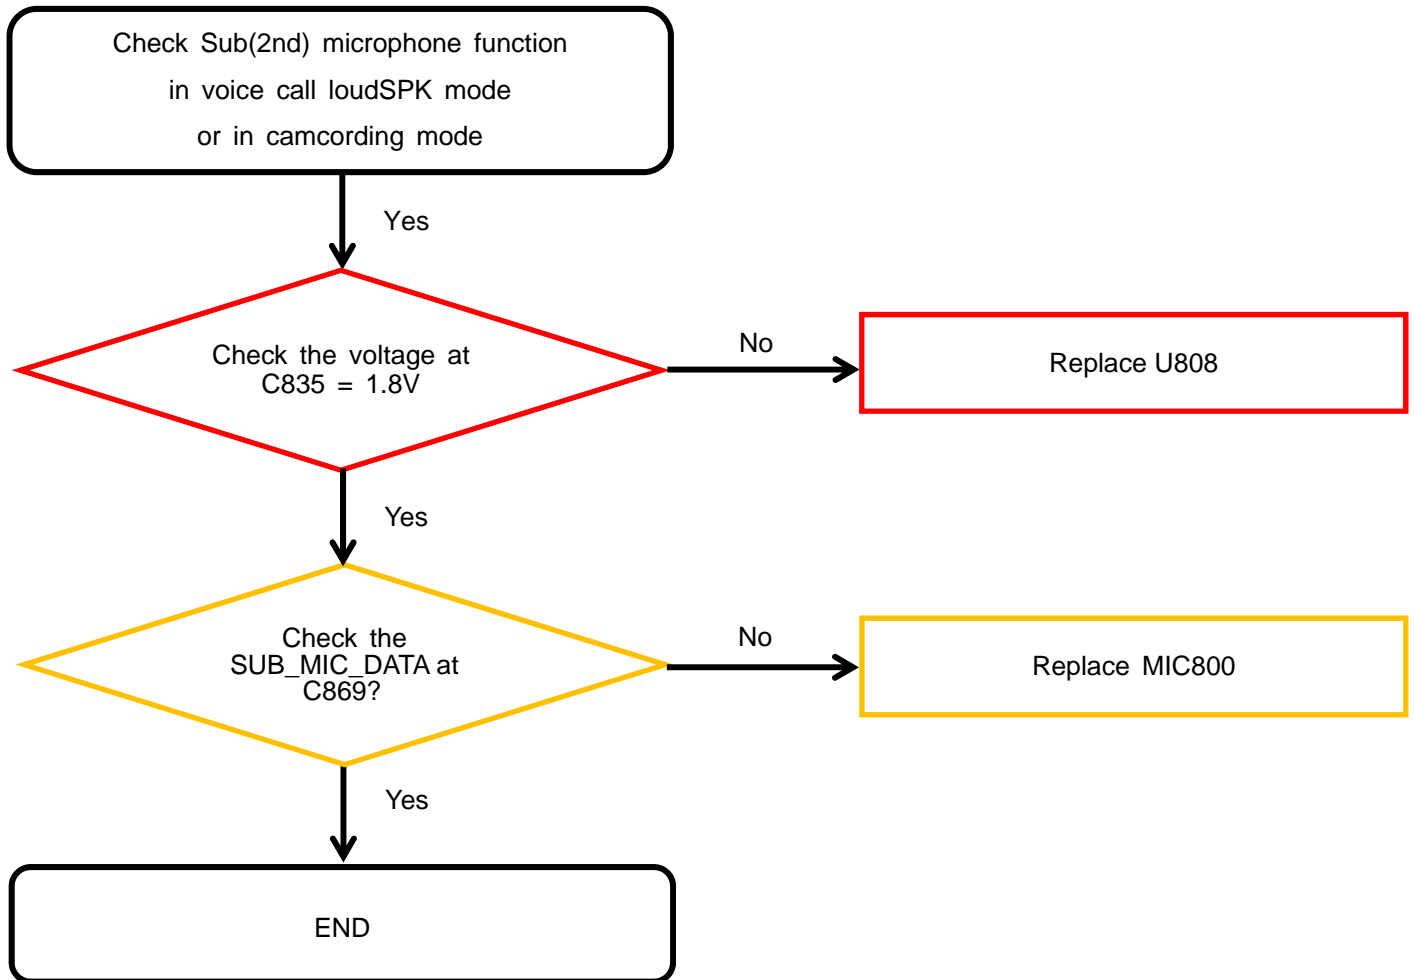 Check Sub(2nd) microphone function
in voice call loudSPK mode
or in camcording mode
Yes
Check the voltage at
C835 = 1.8V
No
Replace U808
Yes
Check the
SUB_MIC_DATA at
C869?
No
Replace MIC800
Yes
END